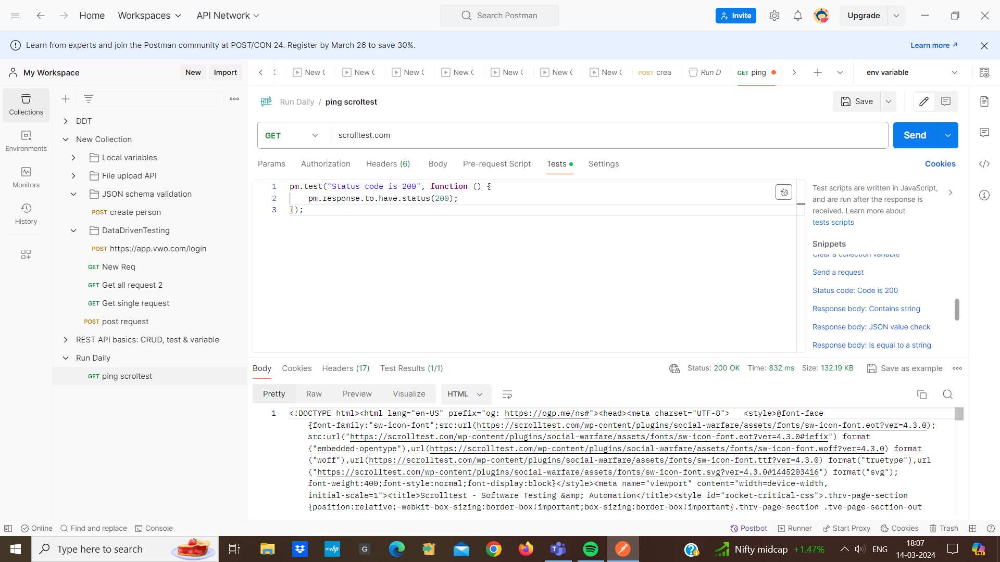 Home
Workspaces
API Network
Search Postman
Invite
Upgrade
Learn from experts and join the Postman community at POST/CON 24. Register by March 26 to save 30%.
Learn more
My Workspace
New
Import
New C
New C
New C
New C
New C
New C
New C
POST crea
Run D
GET ping
env variable
Collections
Environments
Monitors
History
DDT
New Collection
Local variables
File upload API
JSON schema validation
POST create person
DataDrivenTesting
POST https://app.vwo.com/login
GET New Req
GET Get all request 2
GET Get single request
POST post request
REST API basics: CRUD, test & variable
Run Daily
GET ping scroltest
HTTP Run Daily / ping scroltest
Save
GET
scrolltest.com
Send
Params
Authorization
Headers (6)
Body
Pre-request Script
Tests
Settings
Cookies
1 pm.test("Status code is 200", function () {
2 pm.response.to.have.status(200);
3 });
Test scripts are written in JavaScript,
and are run after the response is
received. Learn more about
tests scripts
Snippets
Clear a collection variable
Send a request
Status code: Code is 200
Response body: Contains string
Response body: JSON value check
Response body: Is equal to a string
Body
Cookies
Headers (17)
Test Results (1/1)
Status: 200 OK
Time: 832 ms
Size: 132.19 KB
Save as example
Pretty
Raw
Preview
Visualize
HTML
1 <!DOCTYPE html><html lang="en-US" prefix="og: https://ogp.me/ns#"><head><meta charset="UTF-8"> <style>@font-face
{font-family:"sw-icon-font";src:url(https://scrolltest.com/wp-content/plugins/social-warfare/assets/fonts/sw-icon-font.eot?ver=4.3.0);
src:url("https://scrolltest.com/wp-content/plugins/social-warfare/assets/fonts/sw-icon-font.eot?ver=4.3.0#iefix") format
("embedded-opentype"),url(https://scrolltest.com/wp-content/plugins/social-warfare/assets/fonts/sw-icon-font.woff?ver=4.3.0) format
("woff"),url(https://scrolltest.com/wp-content/plugins/social-warfare/assets/fonts/sw-icon-font.ttf?ver=4.3.0) format("truetype"),url
("https://scrolltest.com/wp-content/plugins/social-warfare/assets/fonts/sw-icon-font.svg?ver=4.3.0#1445203416") format("svg");
font-weight:400;font-style:normal;font-display:block}</style><meta name="viewport" content="width=device-width,
initial-scale=1"><title>Scrolltest - Software Testing &amp; Automation</title><style id="rocket-critical-css">.thrv-page-section
{position:relative;-webkit-box-sizing:border-box!important;box-sizing:border-box!important}.thrv-page-section .tve-page-section-out
Online
Find and replace
Console
Postbot
Runner
Start Proxy
Cookies
Trash
Type here to search
myhp
G
Nifty midcap +1.47%
ENG
18:07
14-03-2024
PRE